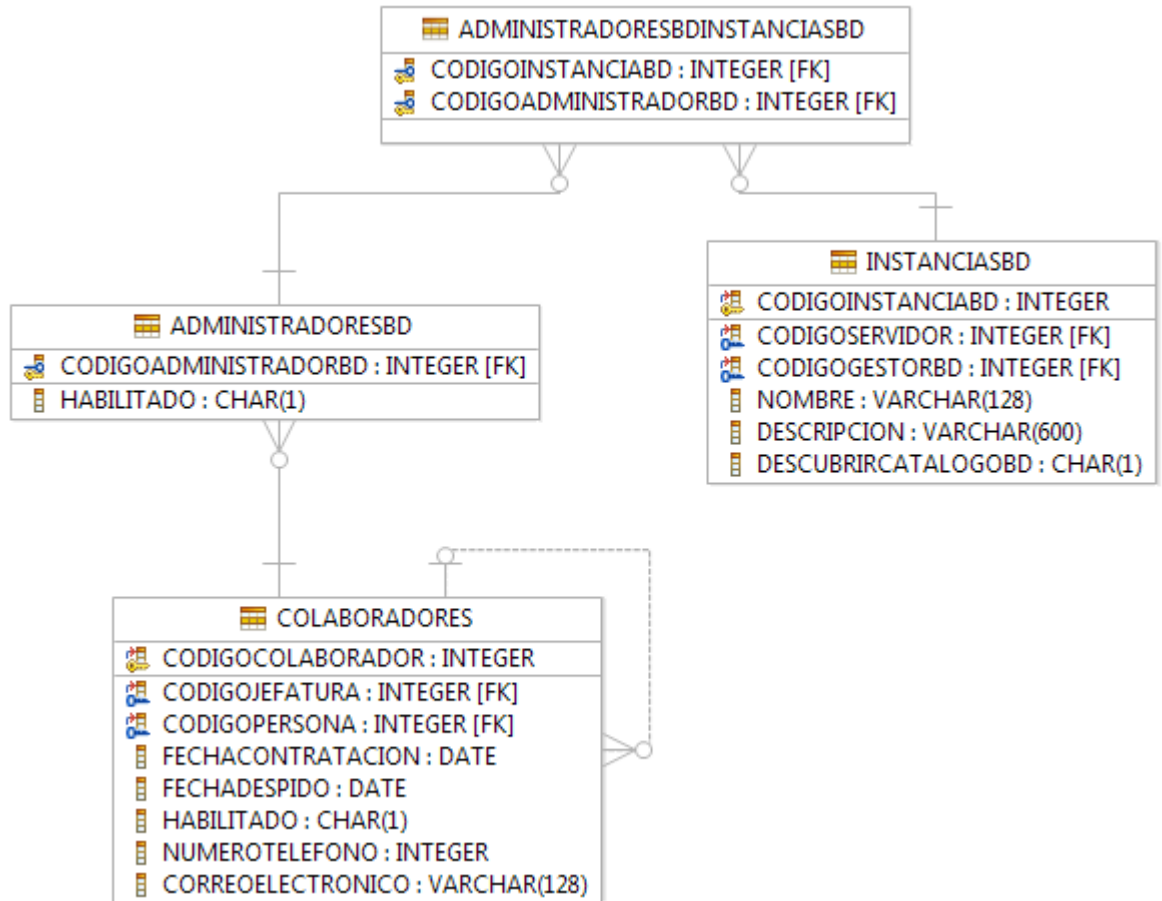 ADMINISTRADORESBDINSTANCIASBD
CODIGOINSTANCIABD : INTEGER [FK]
CODIGOADMINISTRADORBD : INTEGER [FK]
INSTANCIASBD
CODIGOINSTANCIABD : INTEGER
CODIGOSERVIDOR : INTEGER [FK]
CODIGOGESTORBD : INTEGER [FK]
NOMBRE : VARCHAR(128)
DESCRIPCION : VARCHAR(600)
DESCUBRIRCATALOGOBD : CHAR(1)
ADMINISTRADORESBD
CODIGOADMINISTRADORBD : INTEGER [FK]
HABILITADO : CHAR(1)
COLABORADORES
CODIGOCOLABORADOR : INTEGER
CODIGOJEFATURA : INTEGER [FK]
CODIGOPERSONA : INTEGER [FK]
FECHACONTRATACION : DATE
FECHADESPIDO : DATE
HABILITADO : CHAR(1)
NUMEROTELEFONO : INTEGER
CORREOELECTRONICO : VARCHAR(128)